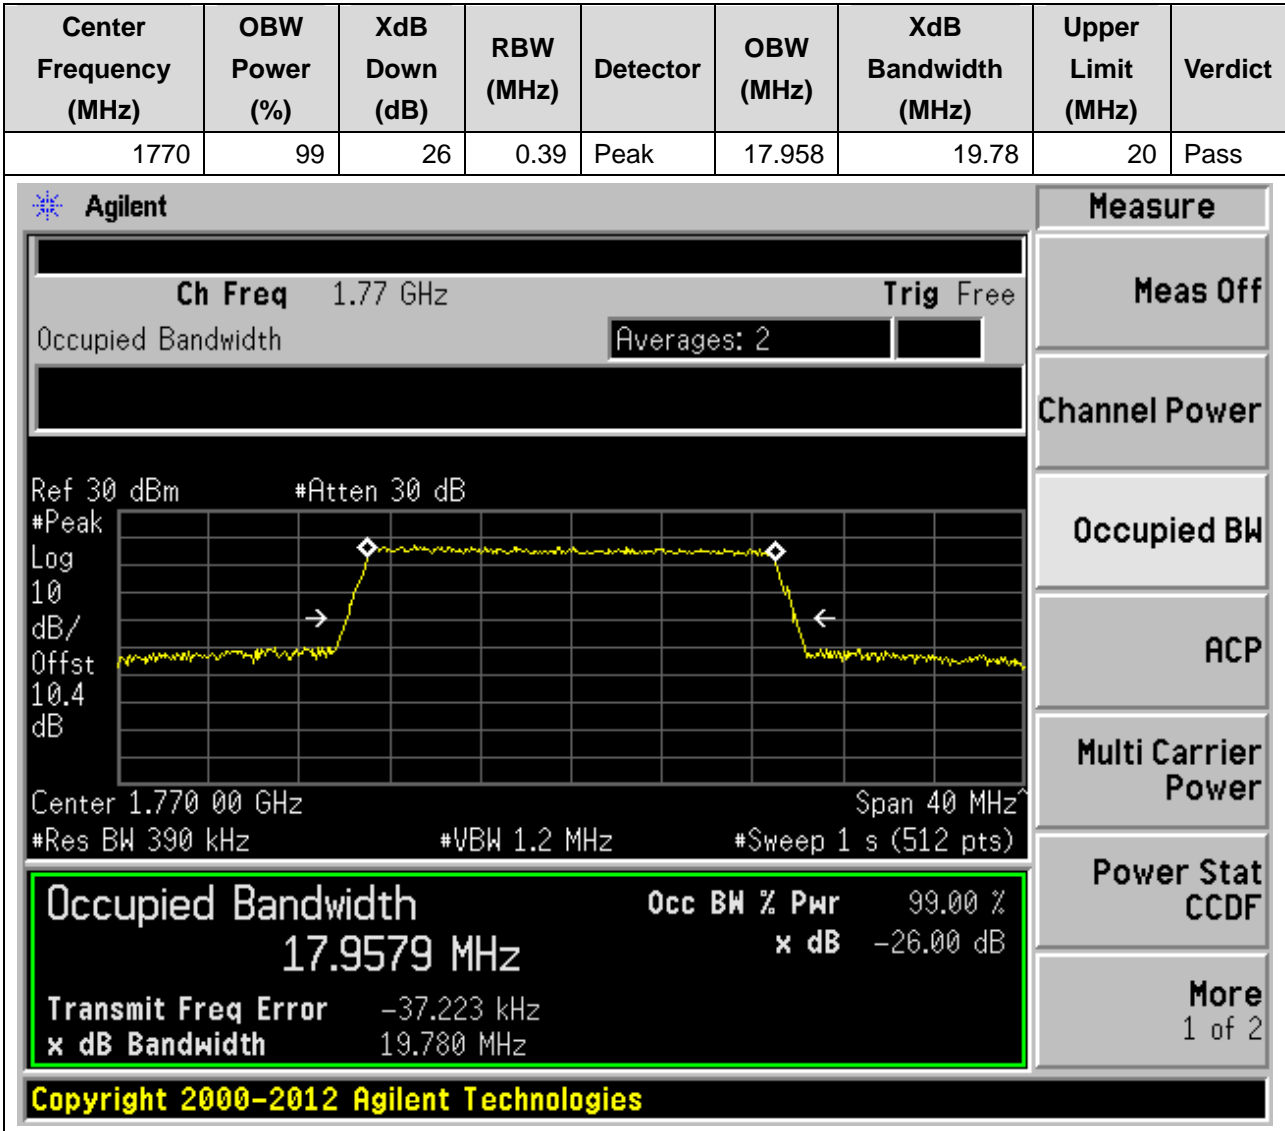 Center Frequency (MHz) OBW Power (%) XdB Down (dB) RBW (MHz) Detector OBW (MHz) XdB Bandwidth (MHz) Upper Limit (MHz) Verdict
1770 99 26 0.39 Peak 17.958 19.78 20 Pass
Agilent
Measure
Ch Freq 1.77 GHz Trig Free
Meas Off
Occupied Bandwidth Averages: 2
Channel Power
Ref 30 dBm #Atten 30 dB
#Peak
Log
10
dB/
Offst
10.4
dB
Occupied BW
ACP
Multi Carrier
Power
Center 1.770 00 GHz Span 40 MHz^
#Res BW 390 kHz #VBW 1.2 MHz #Sweep 1 s (512 pts)
Power Stat
CCDF
Occupied Bandwidth Occ BW % Pwr 99.00 %
17.9579 MHz x dB -26.00 dB
Transmit Freq Error -37.223 kHz
x dB Bandwidth 19.780 MHz
More
1 of 2
Copyright 2000-2012 Agilent Technologies